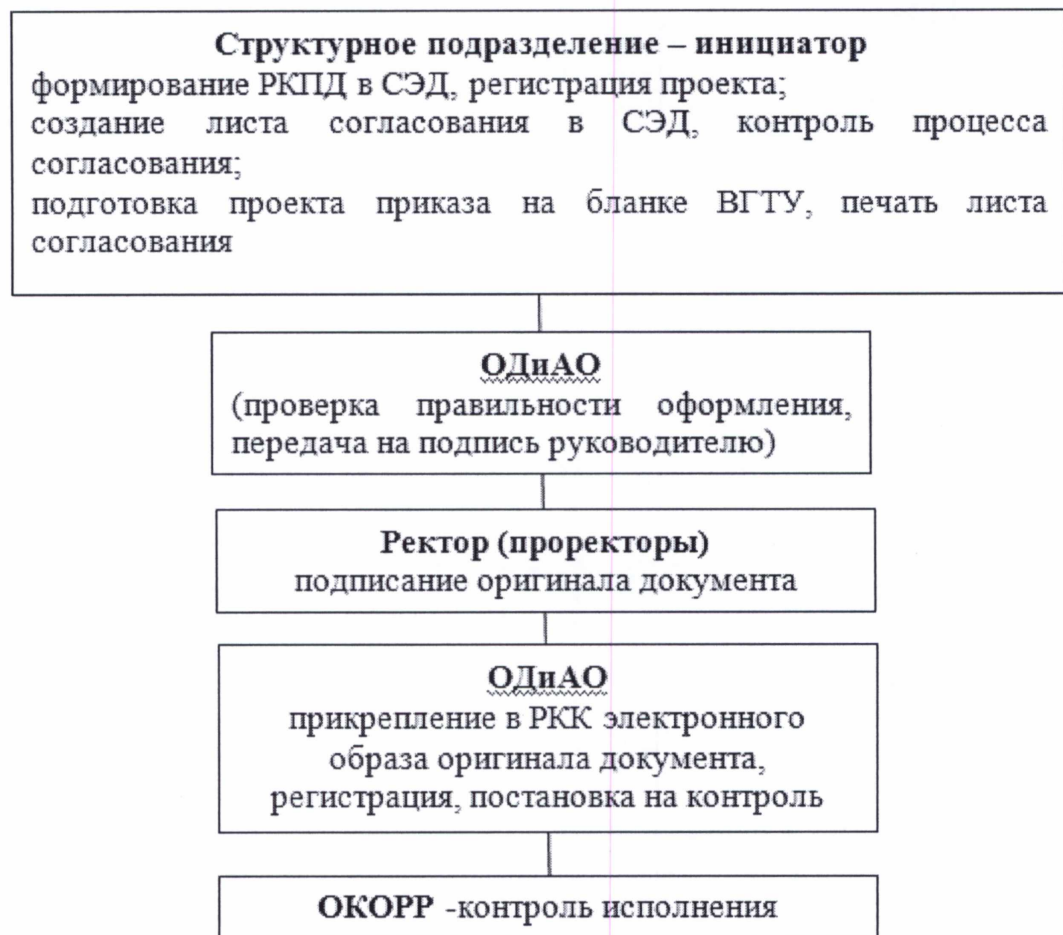 Структурное подразделение – инициатор
формирование РКПД в СЭД, регистрация проекта;
создание листа согласования в СЭД, контроль процесса
согласования;
подготовка проекта приказа на бланке ВГТУ, печать листа
согласования
ОДиАО
(проверка правильности оформления,
передача на подпись руководителю)
Ректор (проректоры)
подписание оригинала документа
ОДиАО
прикрепление в РКК электронного
образа оригинала документа,
регистрация, постановка на контроль
ОКОРР -контроль исполнения